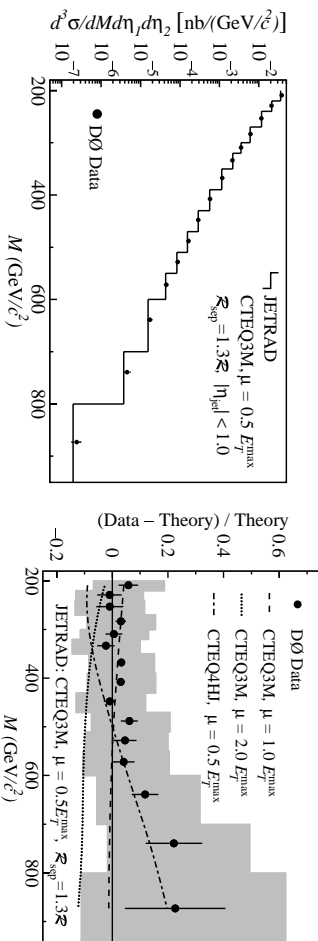 d³σ/dMdη₁dη₂ [nb/(GeV/c²)]
10⁻⁷
10⁻⁶
10⁻⁵
10⁻⁴
10⁻³
10⁻²
200
400
600
800
M (GeV/c²)
DØ Data
JETRAD
CTEQ3M, μ = 0.5 E_T^max
R_sep = 1.3R, |η_jet| < 1.0
(Data – Theory) / Theory
-0.2
0
0.2
0.4
0.6
200
400
600
800
M (GeV/c²)
DØ Data
CTEQ3M, μ = 1.0 E_T^max
CTEQ3M, μ = 2.0 E_T^max
CTEQ4HJ, μ = 0.5 E_T^max
JETRAD: CTEQ3M, μ = 0.5E_T^max, R_sep = 1.3R